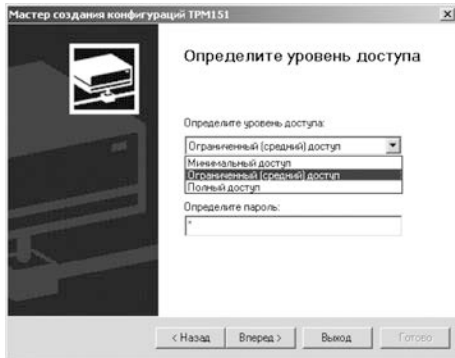 Мастер создания конфигураций ТРМ151
Определите уровень доступа
Определите уровень доступа:
Ограниченный (средний) доступ
Минимальный доступ
Ограниченный (средний) доступ
Полный доступ
Определите пароль:
*
< Назад
Вперед >
Выход
Готово